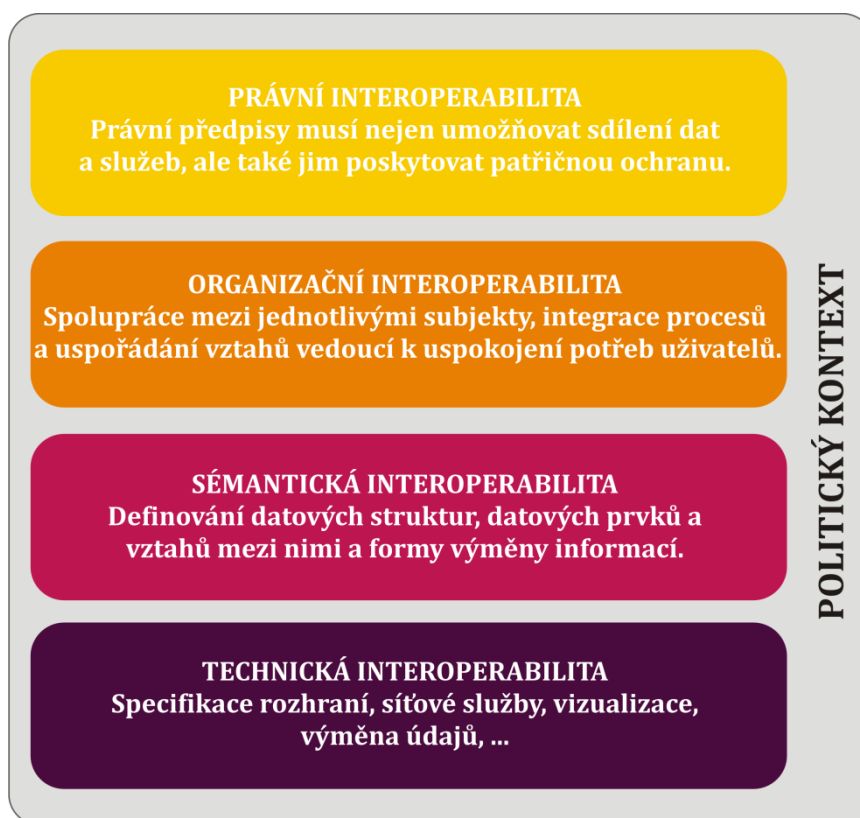 PRÁVNÍ INTEROPERABILITA
Právní předpisy musí nejen umožňovat sdílení dat
a služeb, ale také jim poskytovat patřičnou ochranu.
ORGANIZAČNÍ INTEROPERABILITA
Spolupráce mezi jednotlivými subjekty, integrace procesů
a uspořádání vztahů vedoucí k uspokojení potřeb uživatelů.
SÉMANTICKÁ INTEROPERABILITA
Definování datových struktur, datových prvků a
vztahů mezi nimi a formy výměny informací.
TECHNICKÁ INTEROPERABILITA
Specifikace rozhraní, síťové služby, vizualizace,
výměna údajů, ...
POLITICKÝ KONTEXT